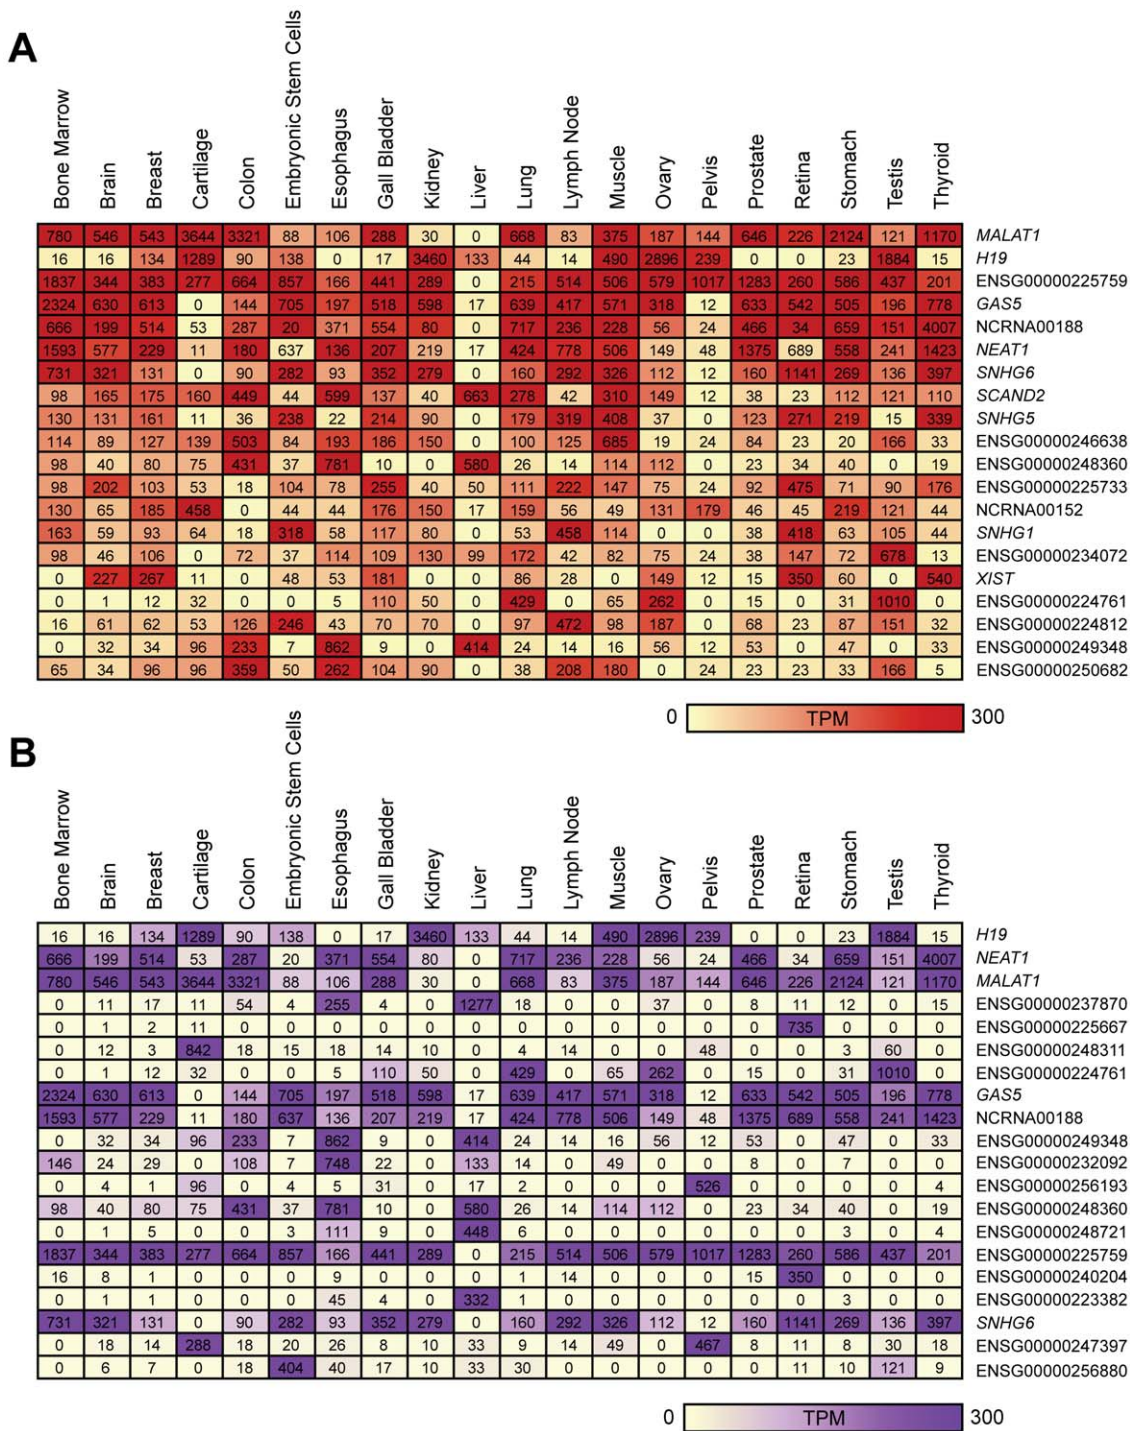 A
Bone Marrow Brain Breast Cartilage Colon Embryonic Stem Cells Esophagus Gall Bladder Kidney Liver Lung Lymph Node Muscle Ovary Pelvis Prostate Retina Stomach Testis Thyroid
780 546 543 3644 3321 88 106 288 30 0 668 83 375 187 144 646 226 2124 121 1170 MALAT1
16 16 134 1289 90 138 0 17 3460 133 44 14 490 2896 239 0 0 23 1884 15 H19
1837 344 383 277 664 857 166 441 289 0 215 514 506 579 1017 1283 260 586 437 201 ENSG00000225759
2324 630 613 0 144 705 197 518 598 17 639 417 571 318 12 633 542 505 196 778 GAS5
666 199 514 53 287 20 371 554 80 0 717 236 228 56 24 466 34 659 151 4007 NCRNA00188
1593 577 229 11 180 637 136 207 219 17 424 778 506 149 48 1375 689 558 241 1423 NEAT1
731 321 131 0 90 282 93 352 279 0 160 292 326 112 12 160 1141 269 136 397 SNHG6
98 165 175 160 449 44 599 137 40 663 278 42 310 149 12 38 23 112 121 110 SCAND2
130 131 161 11 36 238 22 214 90 0 179 319 408 37 0 123 271 219 15 339 SNHG5
114 89 127 139 503 84 193 186 150 0 100 125 685 19 24 84 23 20 166 33 ENSG00000246638
98 40 80 75 431 37 781 10 0 580 26 14 114 112 0 23 34 40 0 19 ENSG00000248360
98 202 103 53 18 104 78 255 40 50 111 222 147 75 24 92 475 71 90 176 ENSG00000225733
130 65 185 458 0 44 44 176 150 17 159 56 49 131 179 46 45 219 121 44 NCRNA00152
163 59 93 64 18 318 58 117 80 0 53 458 114 0 0 38 418 63 105 44 SNHG1
98 46 106 0 72 37 114 109 130 99 172 42 82 75 24 38 147 72 678 13 ENSG00000234072
0 227 267 11 0 48 53 181 0 0 86 28 0 149 12 15 350 60 0 540 XIST
0 1 12 32 0 0 5 110 50 0 429 0 65 262 0 15 0 31 1010 0 ENSG00000224761
16 61 62 53 126 246 43 70 70 0 97 472 98 187 0 68 23 87 151 32 ENSG00000224812
0 32 34 96 233 7 862 9 0 414 24 14 16 56 12 53 0 47 0 33 ENSG00000249348
65 34 96 96 359 50 262 104 90 0 38 208 180 0 24 23 23 33 166 5 ENSG00000250682
0 TPM 300
B
Bone Marrow Brain Breast Cartilage Colon Embryonic Stem Cells Esophagus Gall Bladder Kidney Liver Lung Lymph Node Muscle Ovary Pelvis Prostate Retina Stomach Testis Thyroid
16 16 134 1289 90 138 0 17 3460 133 44 14 490 2896 239 0 0 23 1884 15 H19
666 199 514 53 287 20 371 554 80 0 717 236 228 56 24 466 34 659 151 4007 NEAT1
780 546 543 3644 3321 88 106 288 30 0 668 83 375 187 144 646 226 2124 121 1170 MALAT1
0 11 17 11 54 4 255 4 0 1277 18 0 0 37 0 8 11 12 0 15 ENSG00000237870
0 1 2 11 0 0 0 0 0 0 0 0 0 0 0 0 735 0 0 0 ENSG00000225667
0 12 3 842 18 15 18 14 10 0 4 14 0 0 48 0 0 3 60 0 ENSG00000248311
0 1 12 32 0 0 5 110 50 0 429 0 65 262 0 15 0 31 1010 0 ENSG00000224761
2324 630 613 0 144 705 197 518 598 17 639 417 571 318 12 633 542 505 196 778 GAS5
1593 577 229 11 180 637 136 207 219 17 424 778 506 149 48 1375 689 558 241 1423 NCRNA00188
0 32 34 96 233 7 862 9 0 414 24 14 16 56 12 53 0 47 0 33 ENSG00000249348
146 24 29 0 108 7 748 22 0 133 14 0 49 0 0 8 0 7 0 0 ENSG00000232092
0 4 1 96 0 4 5 31 0 17 2 0 0 0 526 0 0 0 0 4 ENSG00000256193
98 40 80 75 431 37 781 10 0 580 26 14 114 112 0 23 34 40 0 19 ENSG00000248360
0 1 5 0 0 3 111 9 0 448 0 0 0 0 0 0 0 3 0 4 ENSG00000248721
1837 344 383 277 664 857 166 441 289 0 215 514 506 579 1017 1283 260 586 437 201 ENSG00000225759
16 8 1 0 0 0 9 0 0 0 1 14 0 0 0 15 350 0 0 0 ENSG00000240204
0 1 1 0 0 0 45 4 0 332 1 0 0 0 0 0 0 3 0 0 ENSG00000223382
731 321 131 0 90 282 93 352 279 0 160 292 326 112 12 160 1141 269 136 397 SNHG6
0 18 14 288 18 20 26 8 10 33 9 14 49 0 467 8 11 8 30 18 ENSG00000247397
0 6 7 0 18 404 40 17 10 33 30 0 0 0 0 0 11 10 121 9 ENSG00000256880
0 TPM 300